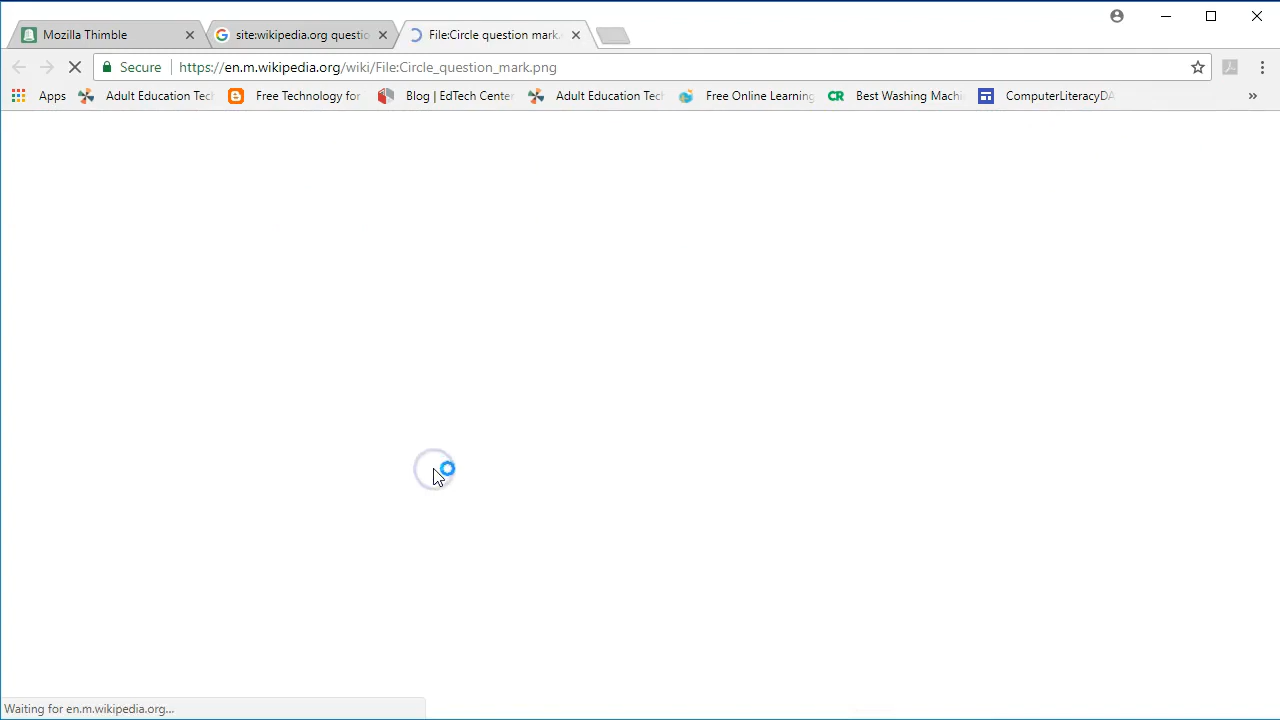 Mozilla Thimble
site:wikipedia.org questio
File:Circle question mark.
Secure
https://en.m.wikipedia.org/wiki/File:Circle_question_mark.png
Apps
Adult Education Tec
Free Technology for
Blog | EdTech Center
Adult Education Tec
Free Online Learning
CR
Best Washing Machi
ComputerLiteracyDA
»
Waiting for en.m.wikipedia.org...